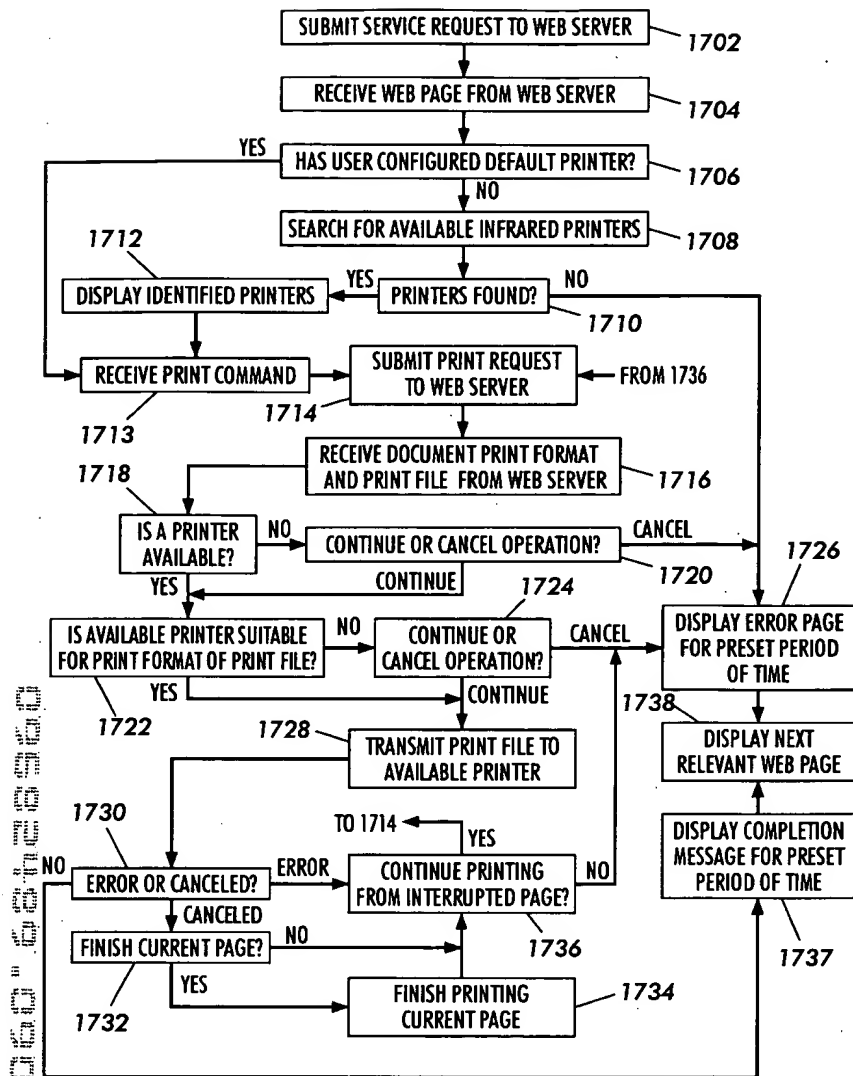 SUBMIT SERVICE REQUEST TO WEB SERVER
1702
RECEIVE WEB PAGE FROM WEB SERVER
1704
YES
HAS USER CONFIGURED DEFAULT PRINTER?
1706
NO
SEARCH FOR AVAILABLE INFRARED PRINTERS
1708
1712
DISPLAY IDENTIFIED PRINTERS
YES
PRINTERS FOUND?
NO
1710
RECEIVE PRINT COMMAND
1713
SUBMIT PRINT REQUEST
TO WEB SERVER
1714
FROM 1736
RECEIVE DOCUMENT PRINT FORMAT
AND PRINT FILE FROM WEB SERVER
1716
1718
IS A PRINTER
AVAILABLE?
NO
CONTINUE OR CANCEL OPERATION?
CANCEL
1720
YES
CONTINUE
1724
1726
IS AVAILABLE PRINTER SUITABLE
FOR PRINT FORMAT OF PRINT FILE?
NO
CONTINUE OR
CANCEL OPERATION?
CANCEL
DISPLAY ERROR PAGE
FOR PRESET PERIOD
OF TIME
YES
1722
CONTINUE
1738
1728
TRANSMIT PRINT FILE TO
AVAILABLE PRINTER
DISPLAY NEXT
RELEVANT WEB PAGE
1730
TO 1714
YES
NO
ERROR OR CANCELED?
ERROR
CONTINUE PRINTING
FROM INTERRUPTED PAGE?
NO
DISPLAY COMPLETION
MESSAGE FOR PRESET
PERIOD OF TIME
CANCELED
1736
1737
FINISH CURRENT PAGE?
NO
1732
YES
FINISH PRINTING
CURRENT PAGE
1734